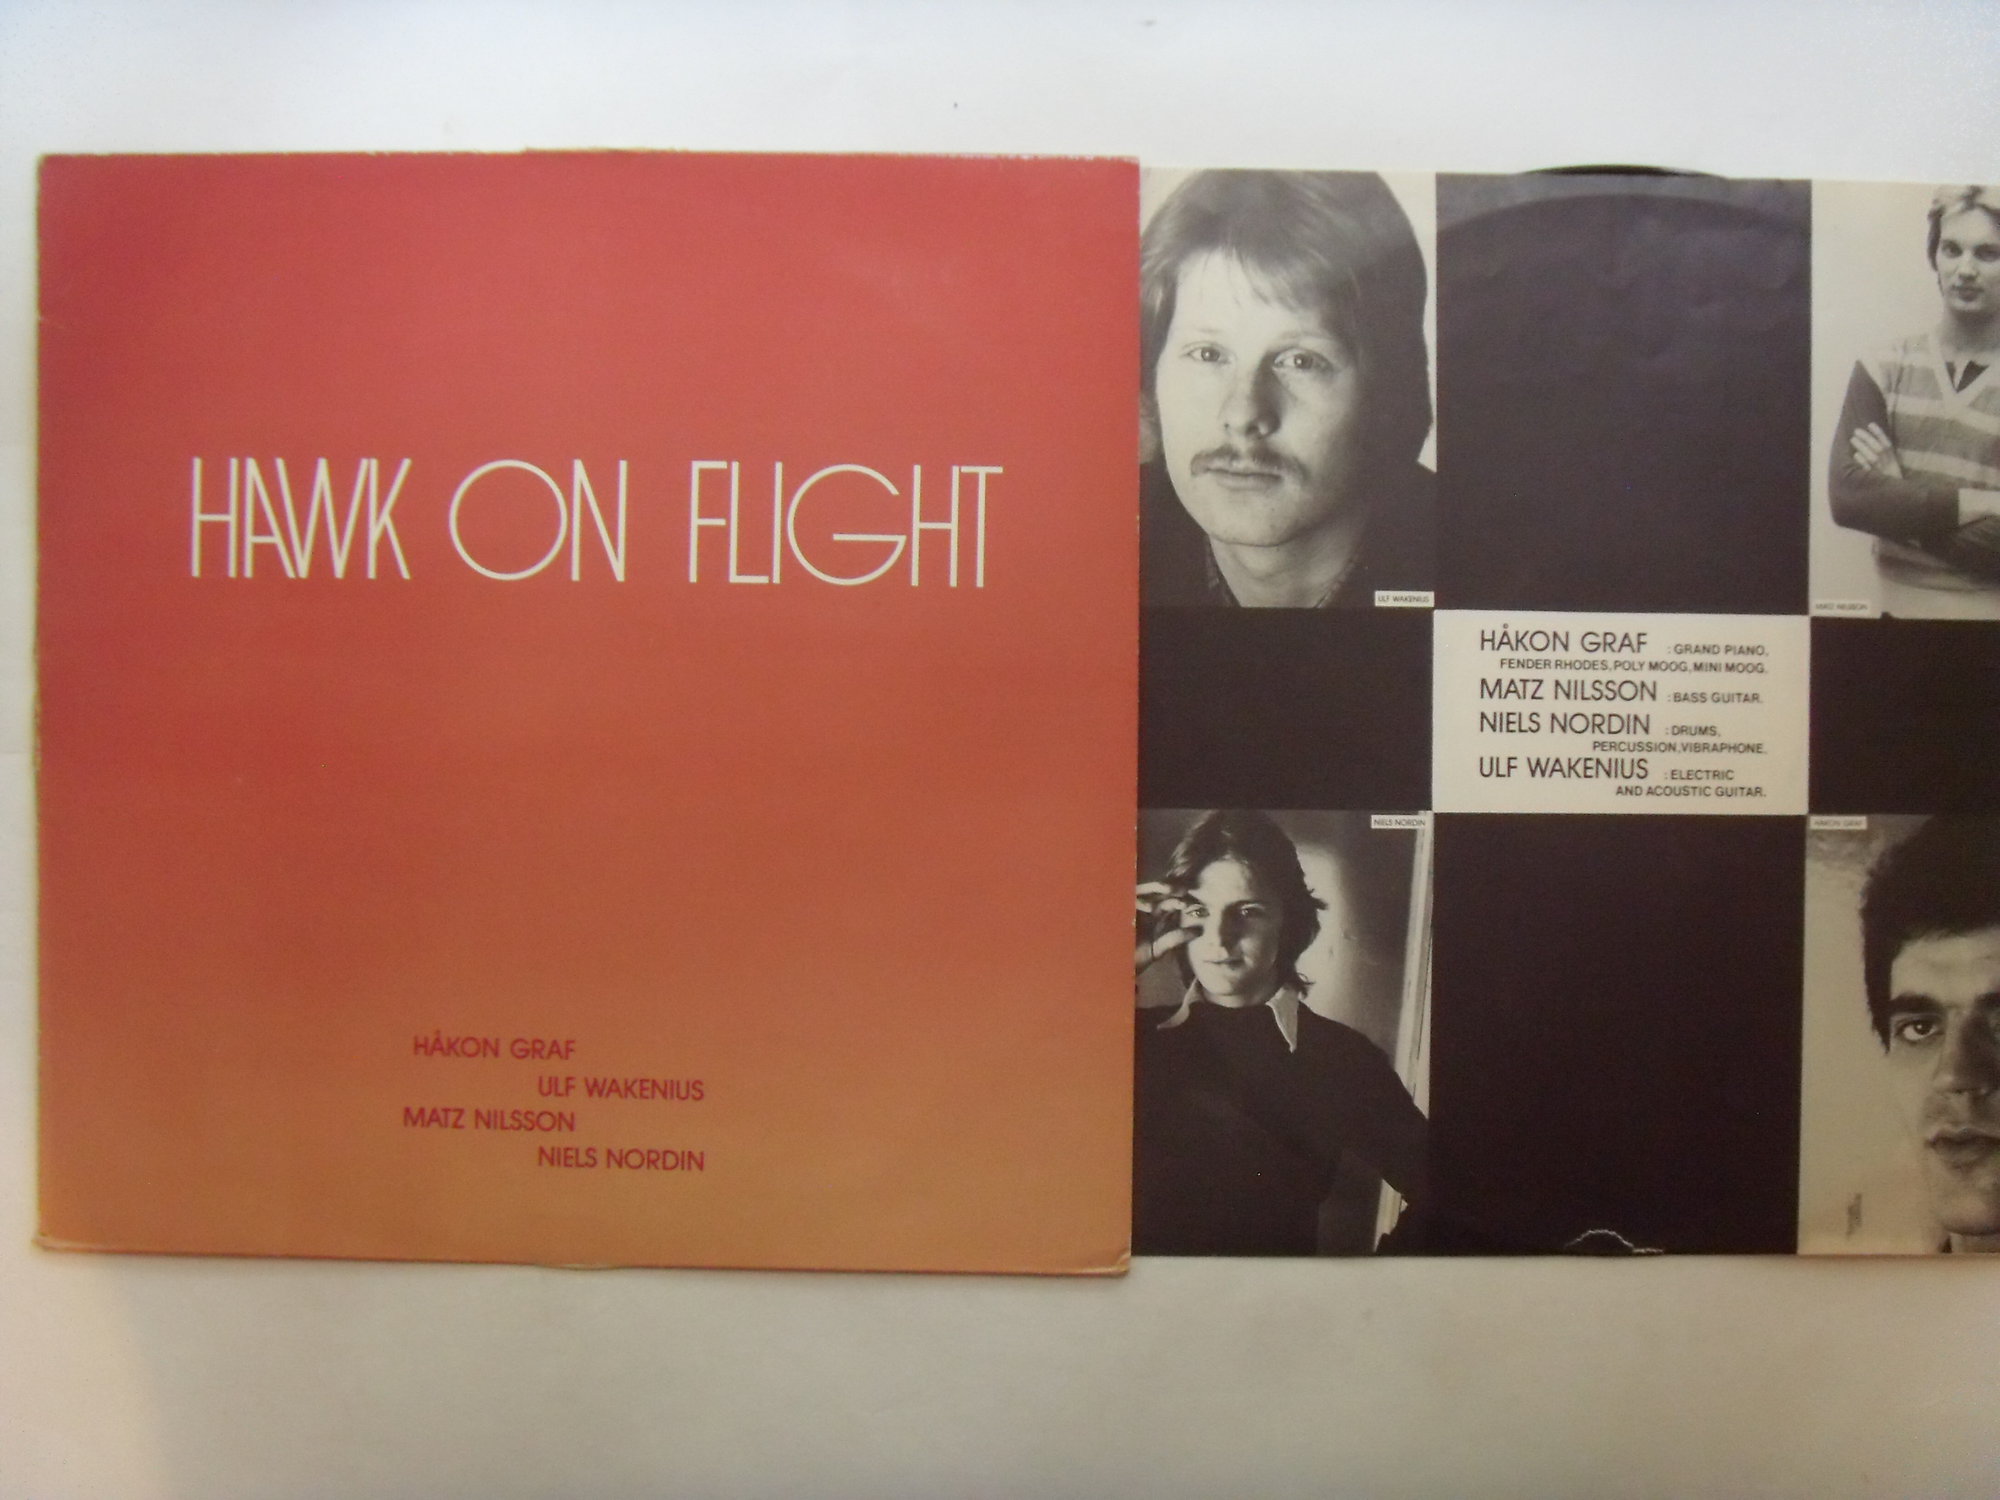 HAWK ON FLIGHT
HÅKON GRAF
ULF WAKENIUS
MATZ NILSSON
NIELS NORDIN
ULF WAKENIUS
MATZ NILSSON
HÅKON GRAF : GRAND PIANO,
FENDER RHODES, POLY MOOG, MINI MOOG.
MATZ NILSSON : BASS GUITAR.
NIELS NORDIN : DRUMS,
PERCUSSION, VIBRAPHONE.
ULF WAKENIUS : ELECTRIC
AND ACOUSTIC GUITAR.
NIELS NORDIN
HÅKON GRAF